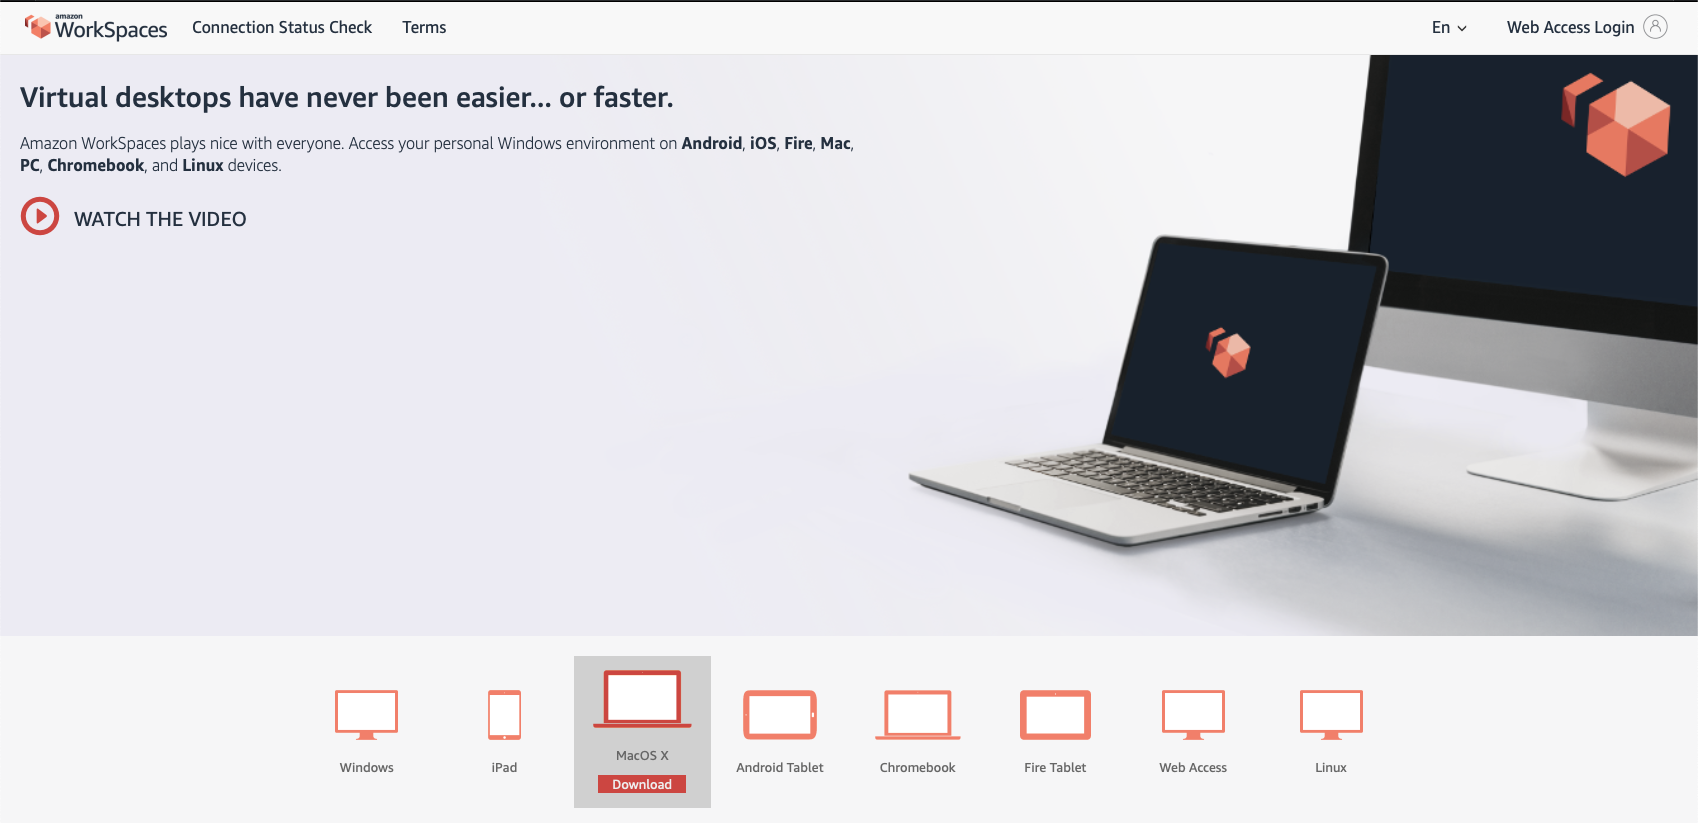 amazon
WorkSpaces
Connection Status Check
Terms
En
Web Access Login
Virtual desktops have never been easier... or faster.
Amazon WorkSpaces plays nice with everyone. Access your personal Windows environment on Android, iOS, Fire, Mac,
PC, Chromebook, and Linux devices.
WATCH THE VIDEO
Windows
iPad
MacOS X
Download
Android Tablet
Chromebook
Fire Tablet
Web Access
Linux